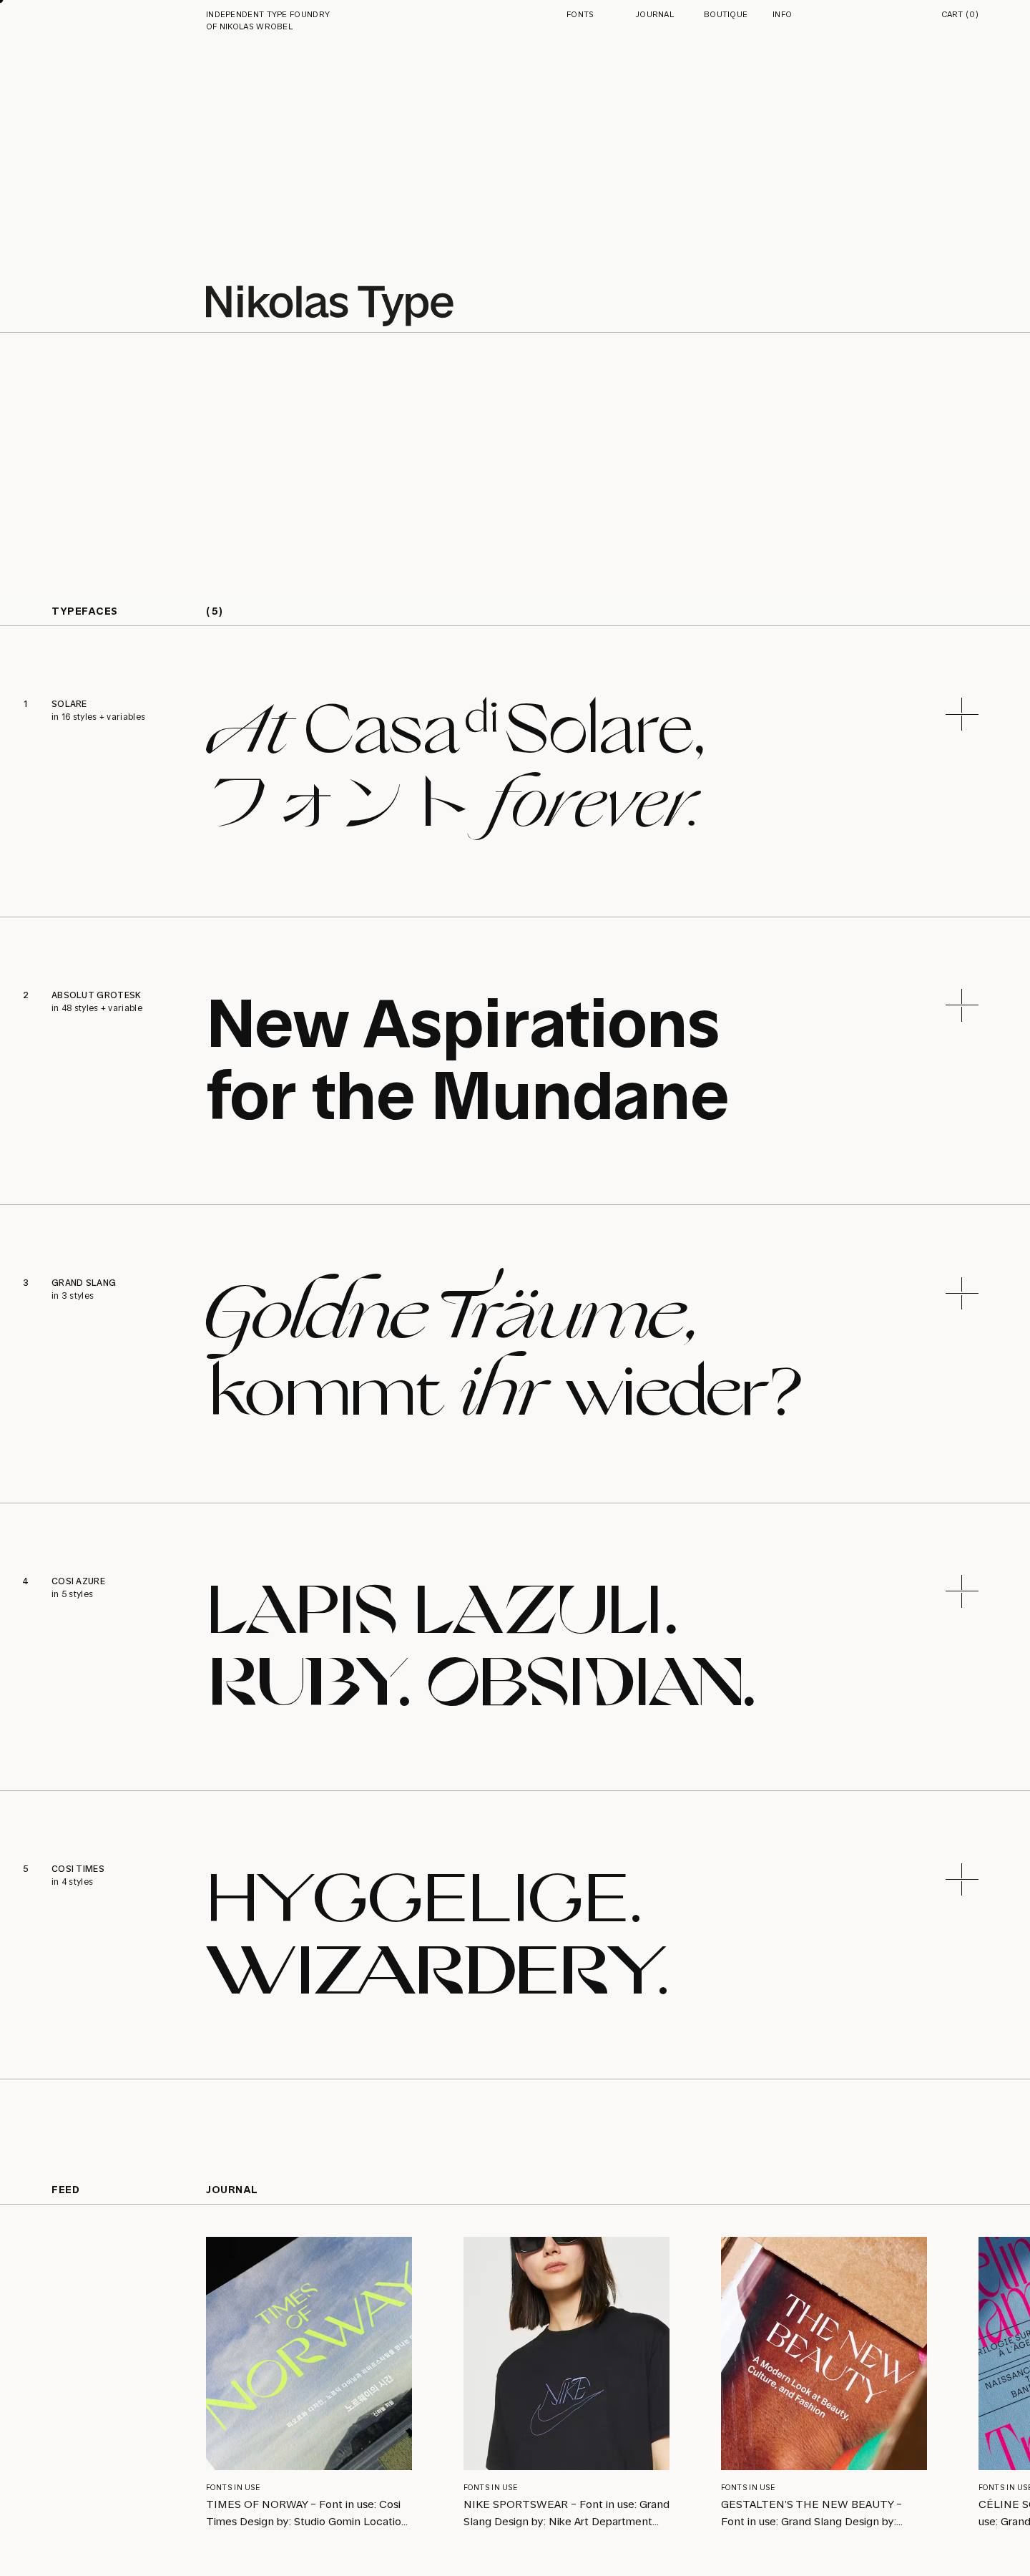 INDEPENDENT TYPE FOUNDRY
OF NIKOLAS WROBEL
FONTS
JOURNAL
BOUTIQUE
INFO
CART (0)
Nikolas Type
TYPEFACES
(5)
1
SOLARE
in 16 styles + variables
At Casa di Solare,
フォント forever.
2
ABSOLUT GROTESK
in 48 styles + variable
New Aspirations
for the Mundane
3
GRAND SLANG
in 3 styles
Goldne Träume,
kommt ihr wieder?
4
COSI AZURE
in 5 styles
LAPIS LAZULI.
RUBY. OBSIDIAN.
5
COSI TIMES
in 4 styles
HYGGELIGE.
WIZARDERY.
FEED
JOURNAL
TIMES
OF
NORWAY
노르웨이의 시간
NIKE
THE NEW
BEAUTY
A Modern Look at Beauty,
Culture, and Fashion
FONTS IN USE
TIMES OF NORWAY – Font in use: Cosi
Times Design by: Studio Gomin Locatio...
FONTS IN USE
NIKE SPORTSWEAR – Font in use: Grand
Slang Design by: Nike Art Department...
FONTS IN USE
GESTALTEN'S THE NEW BEAUTY –
Font in use: Grand Slang Design by:...
FONTS IN USE
CÉLINE
use: Grand